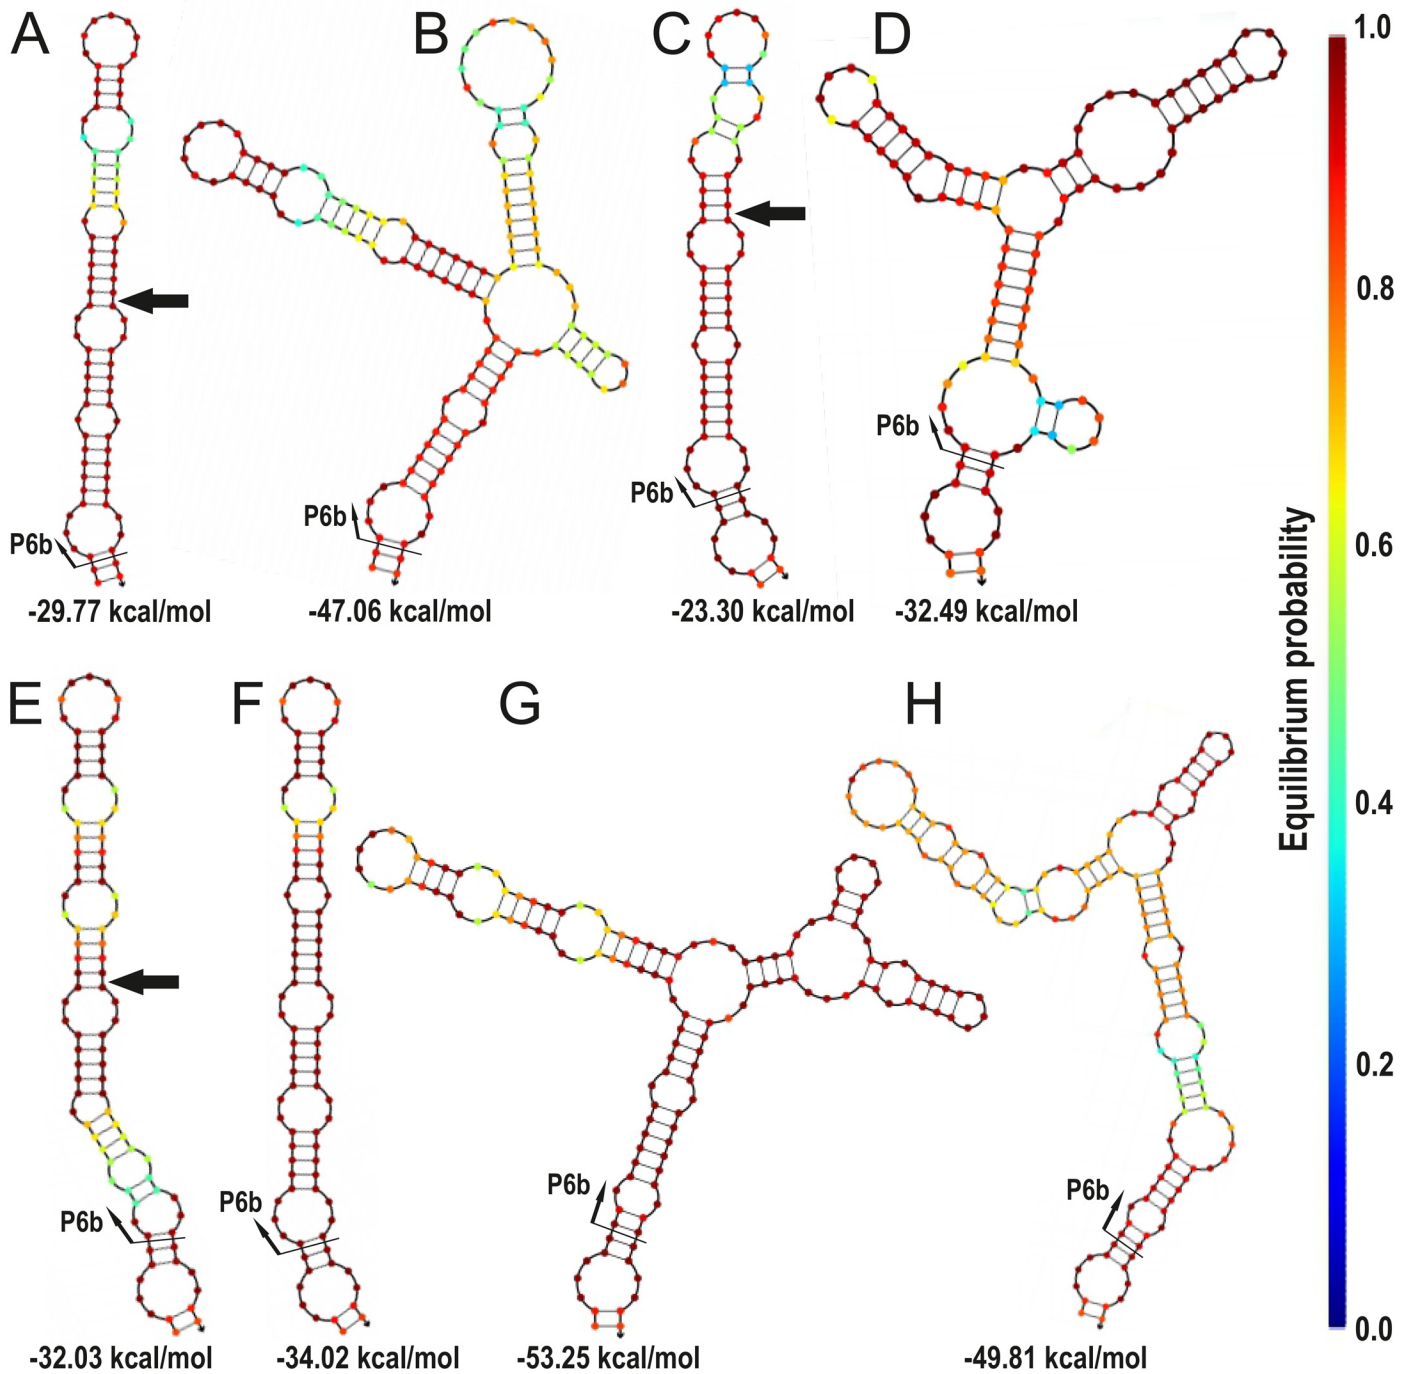 A B C D
1.0
0.8
0.6
0.4
0.2
0.0
Equilibrium probability
P6b P6b P6b P6b
-29.77 kcal/mol -47.06 kcal/mol -23.30 kcal/mol -32.49 kcal/mol
E F G H
P6b P6b P6b P6b
-32.03 kcal/mol -34.02 kcal/mol -53.25 kcal/mol -49.81 kcal/mol